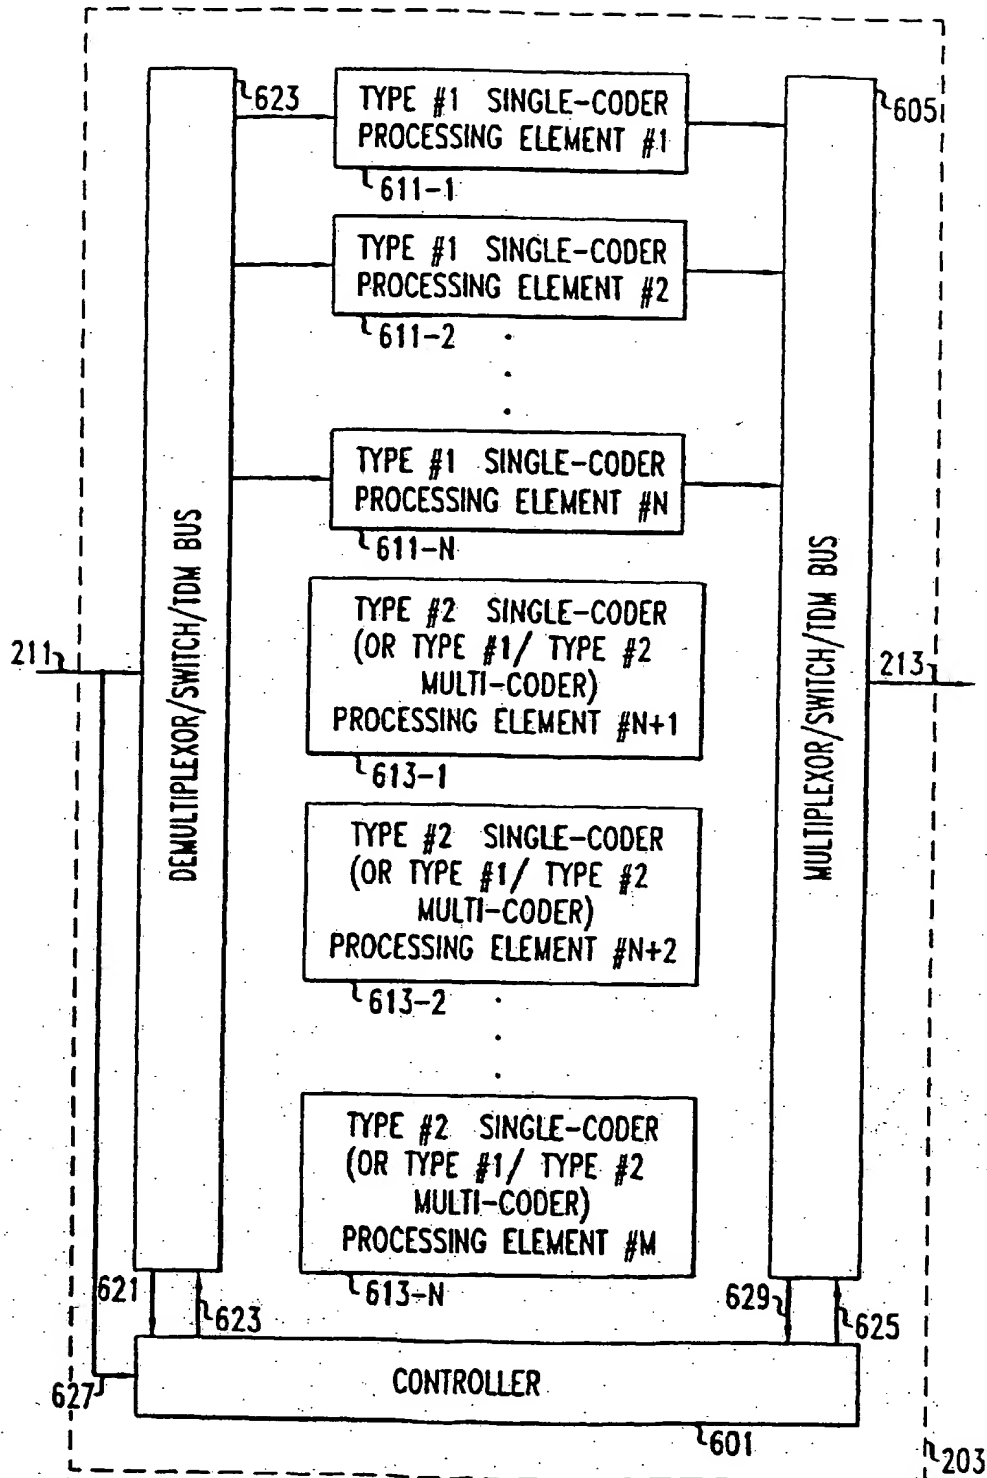 623
TYPE #1 SINGLE-CODER
PROCESSING ELEMENT #1
605
611-1
TYPE #1 SINGLE-CODER
PROCESSING ELEMENT #2
611-2
TYPE #1 SINGLE-CODER
PROCESSING ELEMENT #N
611-N
DEMULTIPLEXOR/SWITCH/TDM BUS
MULTIPLEXOR/SWITCH/TDM BUS
TYPE #2 SINGLE-CODER
(OR TYPE #1/ TYPE #2
MULTI-CODER)
PROCESSING ELEMENT #N+1
211
213
613-1
TYPE #2 SINGLE-CODER
(OR TYPE #1/ TYPE #2
MULTI-CODER)
PROCESSING ELEMENT #N+2
613-2
TYPE #2 SINGLE-CODER
(OR TYPE #1/ TYPE #2
MULTI-CODER)
PROCESSING ELEMENT #M
613-N
621
623
629
625
627
CONTROLLER
601
203